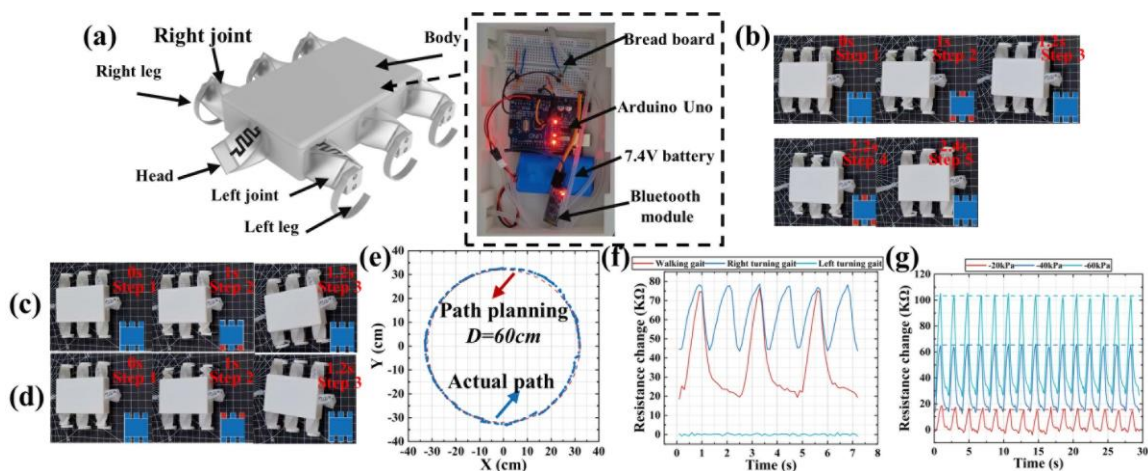 (a)
Right joint
Right leg
Body
Head
Left joint
Left leg
Bread board
Arduino Uno
7.4V battery
Bluetooth
module
(b)
0s
Step 1
1s
Step 2
1.2s
Step 3
2.2s
Step 4
2.4s
Step 5
(c)
0s
Step 1
1s
Step 2
1.2s
Step 3
(d)
0s
Step 1
1s
Step 2
1.2s
Step 3
(e)
40
30
20
10
0
-10
-20
-30
-40
Y (cm)
Path planning
D=60cm
Actual path
-40 -30 -20 -10 0 10 20 30 40
X (cm)
(f)
Walking gait Right turning gait Left turning gait
100
80
60
40
20
0
Resistance change (KΩ)
0 1 2 3 4 5 6 7 8
Time (s)
(g)
-20kPa -40kPa -60kPa
120
100
80
60
40
20
0
Resistance change (KΩ)
0 5 10 15 20 25 30
Time (s)